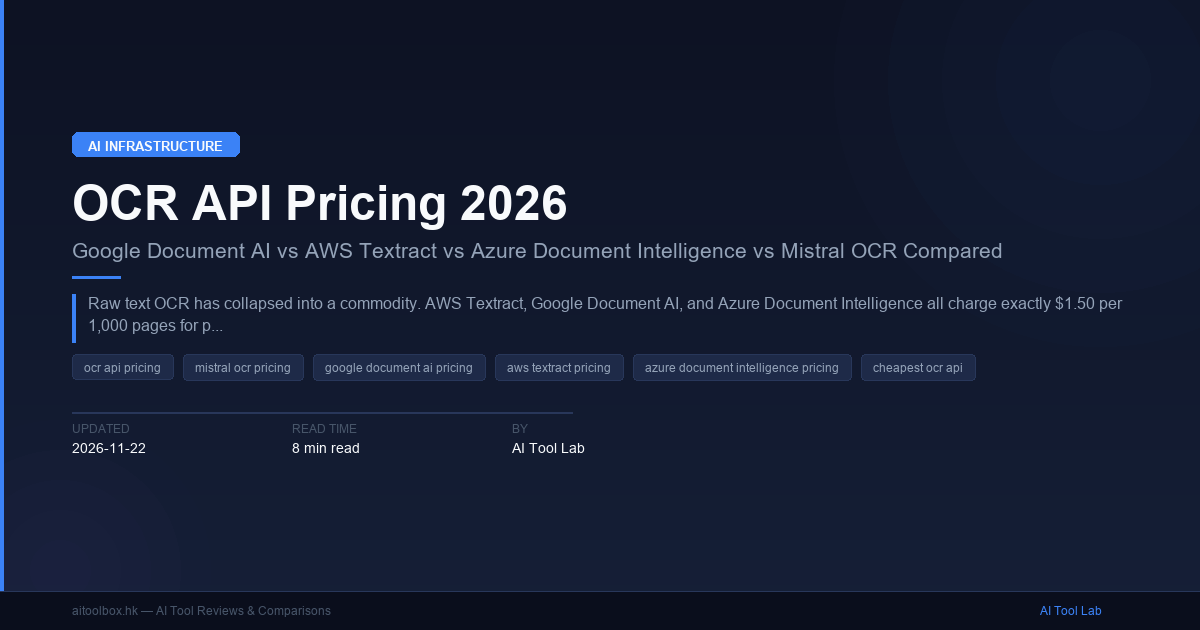 AI INFRASTRUCTURE
OCR API Pricing 2026
Google Document AI vs AWS Textract vs Azure Document Intelligence vs Mistral OCR Compared
Raw text OCR has collapsed into a commodity. AWS Textract, Google Document AI, and Azure Document Intelligence all charge exactly $1.50 per
1,000 pages for p...
ocr api pricing mistral ocr pricing google document ai pricing aws textract pricing azure document intelligence pricing cheapest ocr api
UPDATED READ TIME BY
2026-11-22 8 min read AI Tool Lab
aitoolbox.hk — AI Tool Reviews & Comparisons AI Tool Lab